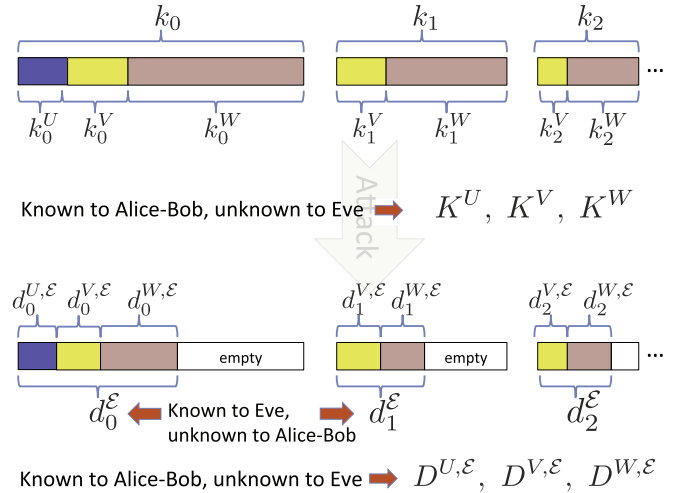 k_0 k_1 k_2
...
k_0^U k_0^V k_0^W k_1^V k_1^W k_2^V k_2^W
Attack
Known to Alice-Bob, unknown to Eve K^U, K^V, K^W
d_0^{U,ℰ} d_0^{V,ℰ} d_0^{W,ℰ} d_1^{V,ℰ} d_1^{W,ℰ} d_2^{V,ℰ} d_2^{W,ℰ}
empty empty ...
d_0^ℰ Known to Eve, d_1^ℰ d_2^ℰ
unknown to Alice-Bob
Known to Alice-Bob, unknown to Eve D^{U,ℰ}, D^{V,ℰ}, D^{W,ℰ}